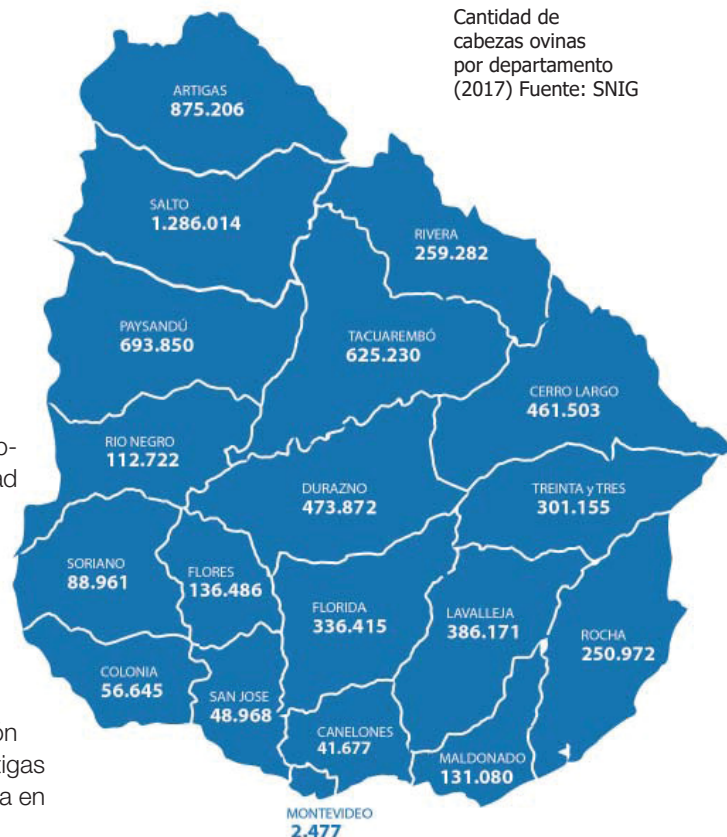 Cantidad de
cabezas ovinas
por departamento
(2017) Fuente: SNIG
ARTIGAS
875.206
SALTO
1.286.014
RIVERA
259.282
PAYSANDÚ
693.850
TACUAREMBÓ
625.230
CERRO LARGO
461.503
RIO NEGRO
112.722
DURAZNO
473.872
TREINTA y TRES
301.155
SORIANO
88.961
FLORES
136.486
FLORIDA
336.415
LAVALLEJA
386.171
ROCHA
250.972
COLONIA
56.645
SAN JOSE
48.968
CANELONES
41.677
MALDONADO
131.080
MONTEVIDEO
2.477